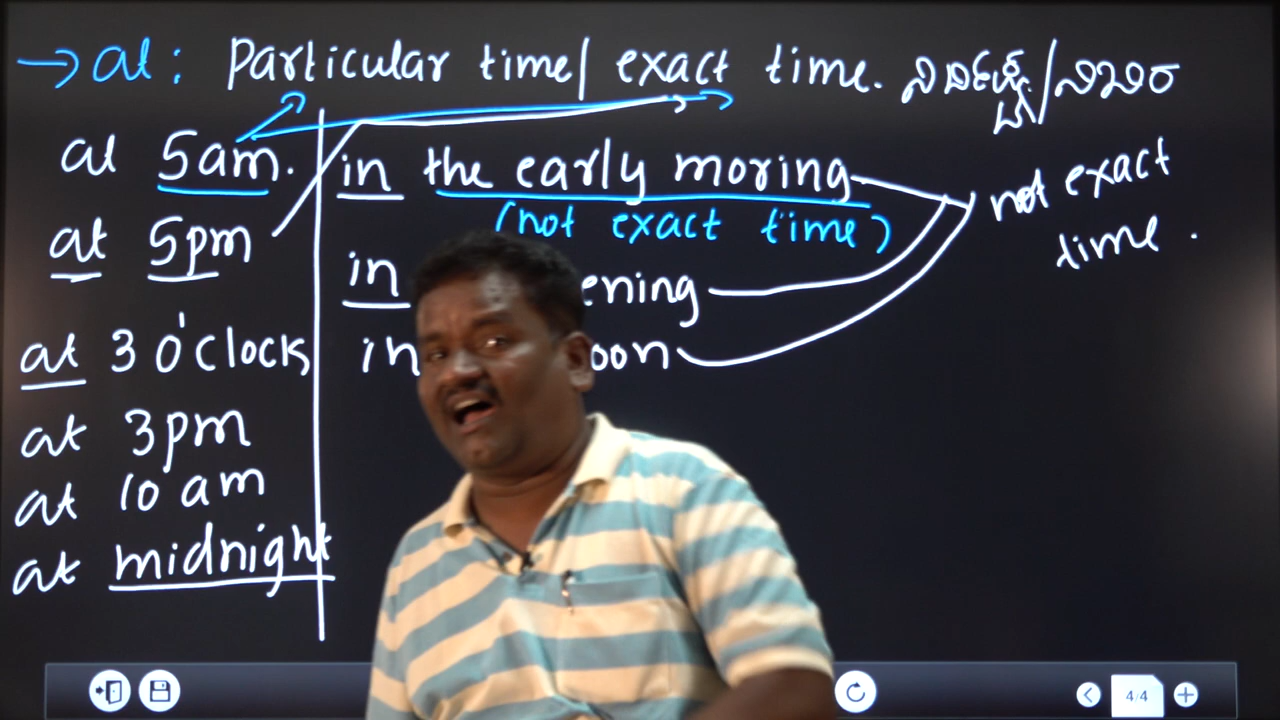 → at: Particular time/ exact time. ನಿರ್ದಿಷ್ಟ/ನಿಖರ
at 5am.
at 5pm
at 3 o'clock
at 3pm
at 10 am
at midnight
in the early moring
(not exact time)
in ening
in oon
not exact
time.
4/4